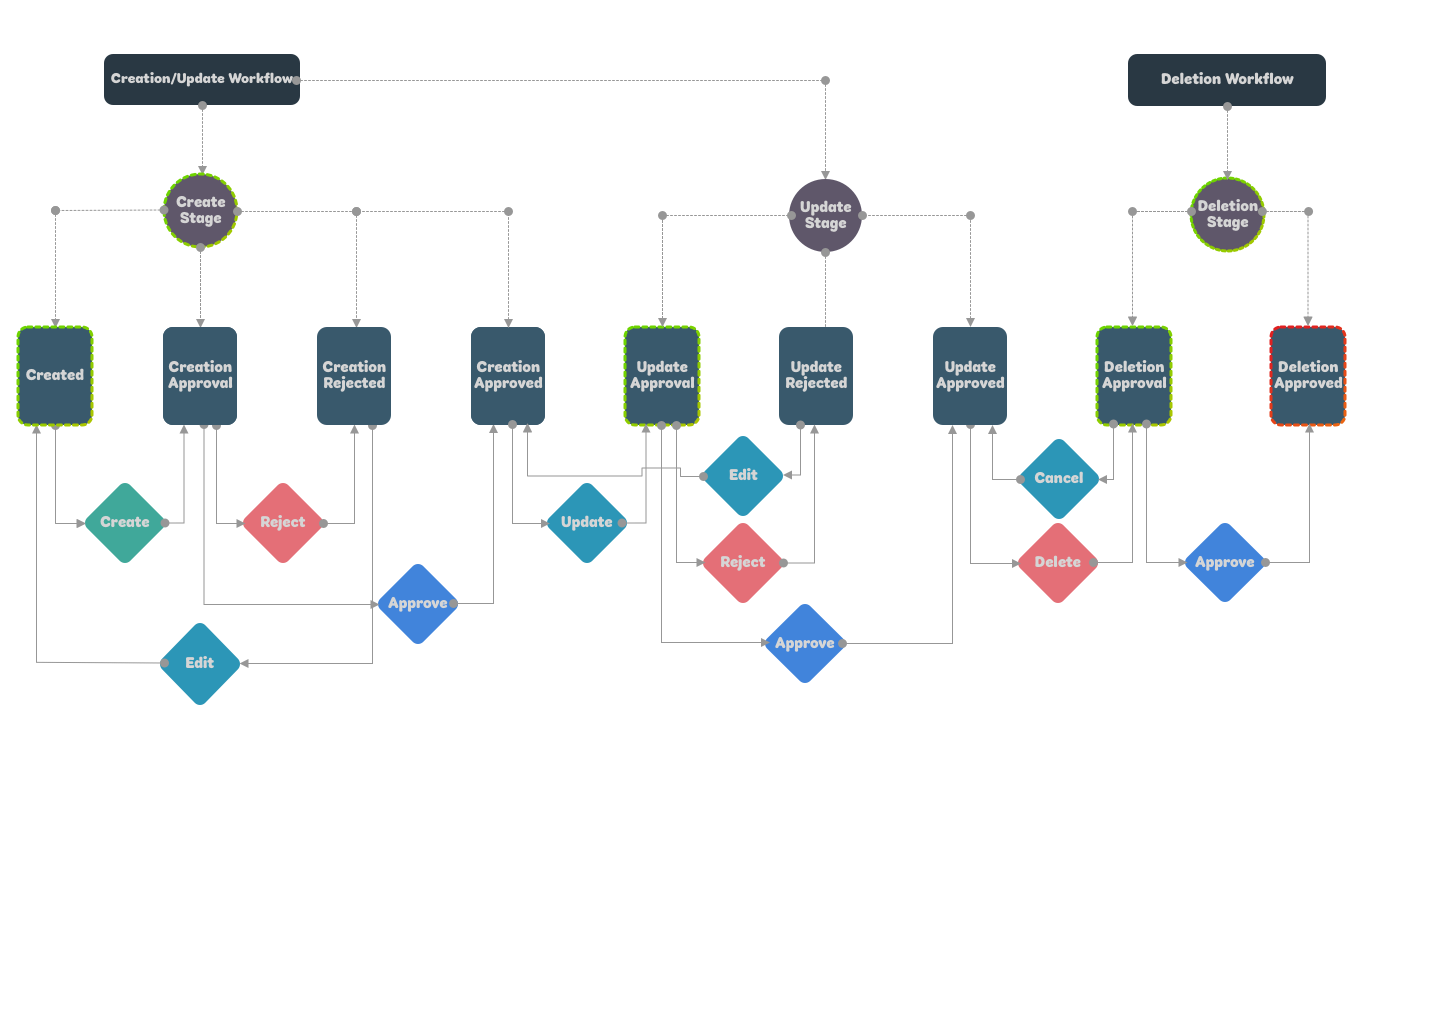 Creation/Update Workflow
Deletion Workflow
Create
Stage
Update
Stage
Deletion
Stage
Created
Creation
Approval
Creation
Rejected
Creation
Approved
Update
Approval
Update
Rejected
Update
Approved
Deletion
Approval
Deletion
Approved
Edit
Cancel
Create
Reject
Update
Reject
Delete
Approve
Approve
Approve
Edit